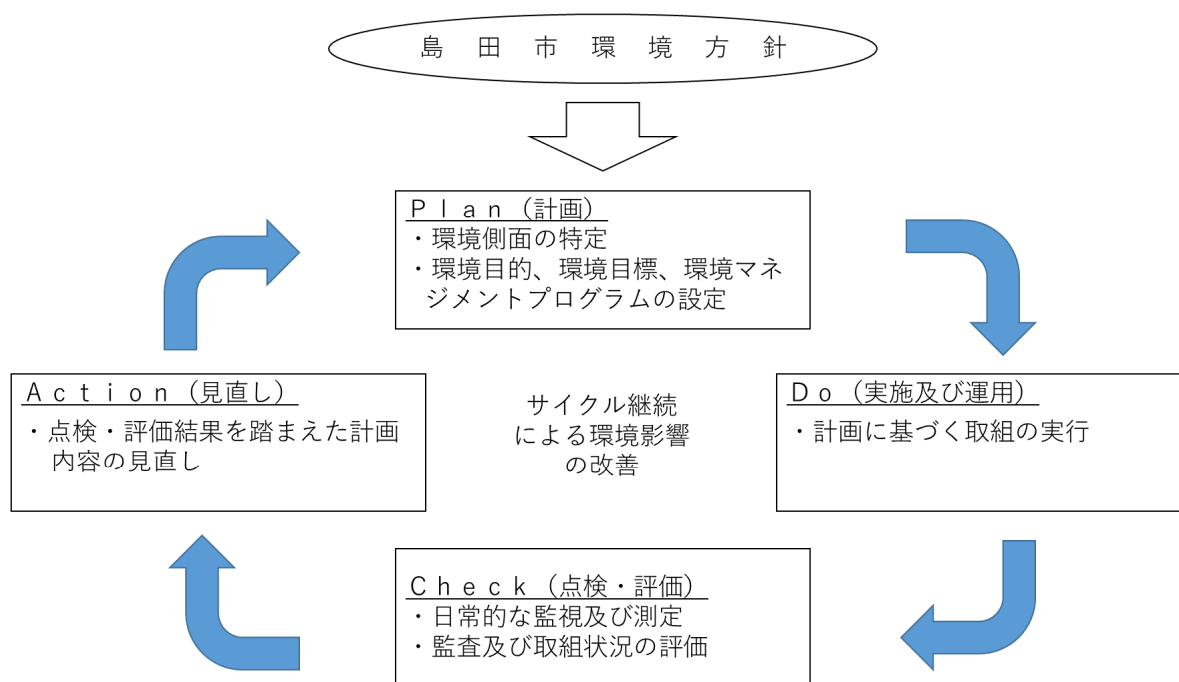 島田市環境方針
Plan（計画）
・環境側面の特定
・環境目的、環境目標、環境マネ
ジメントプログラムの設定
Action（見直し）
・点検・評価結果を踏まえた計画
内容の見直し
サイクル継続
による環境影響
の改善
Do（実施及び運用）
・計画に基づく取組の実行
Check（点検・評価）
・日常的な監視及び測定
・監査及び取組状況の評価